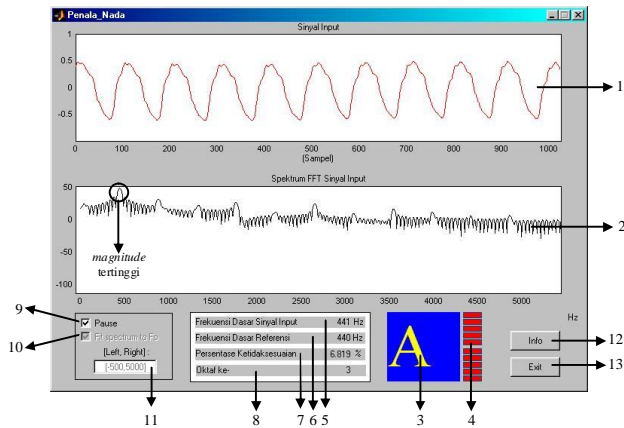 Penala_Nada
Sinyal Input
1
0.5
0
-0.5
0 100 200 300 400 500 600 700 800 900 1000
(Sampel)
1
Spektrum FFT Sinyal Input
50
0
-50
-100
magnitude
tertinggi
2
0 500 1000 1500 2000 2500 3000 3500 4000 4500 5000
Hz
9
Pause
10
Fit spectrum to Fo
[Left, Right] :
[-500,5000]
Frekuensi Dasar Sinyal Input 441 Hz
Frekuensi Dasar Referensi 440 Hz
Persentase Ketidaksesuaian 6.819 %
Oktaf ke- 3
A
Info
12
Exit
13
11 8 7 6 5 3 4